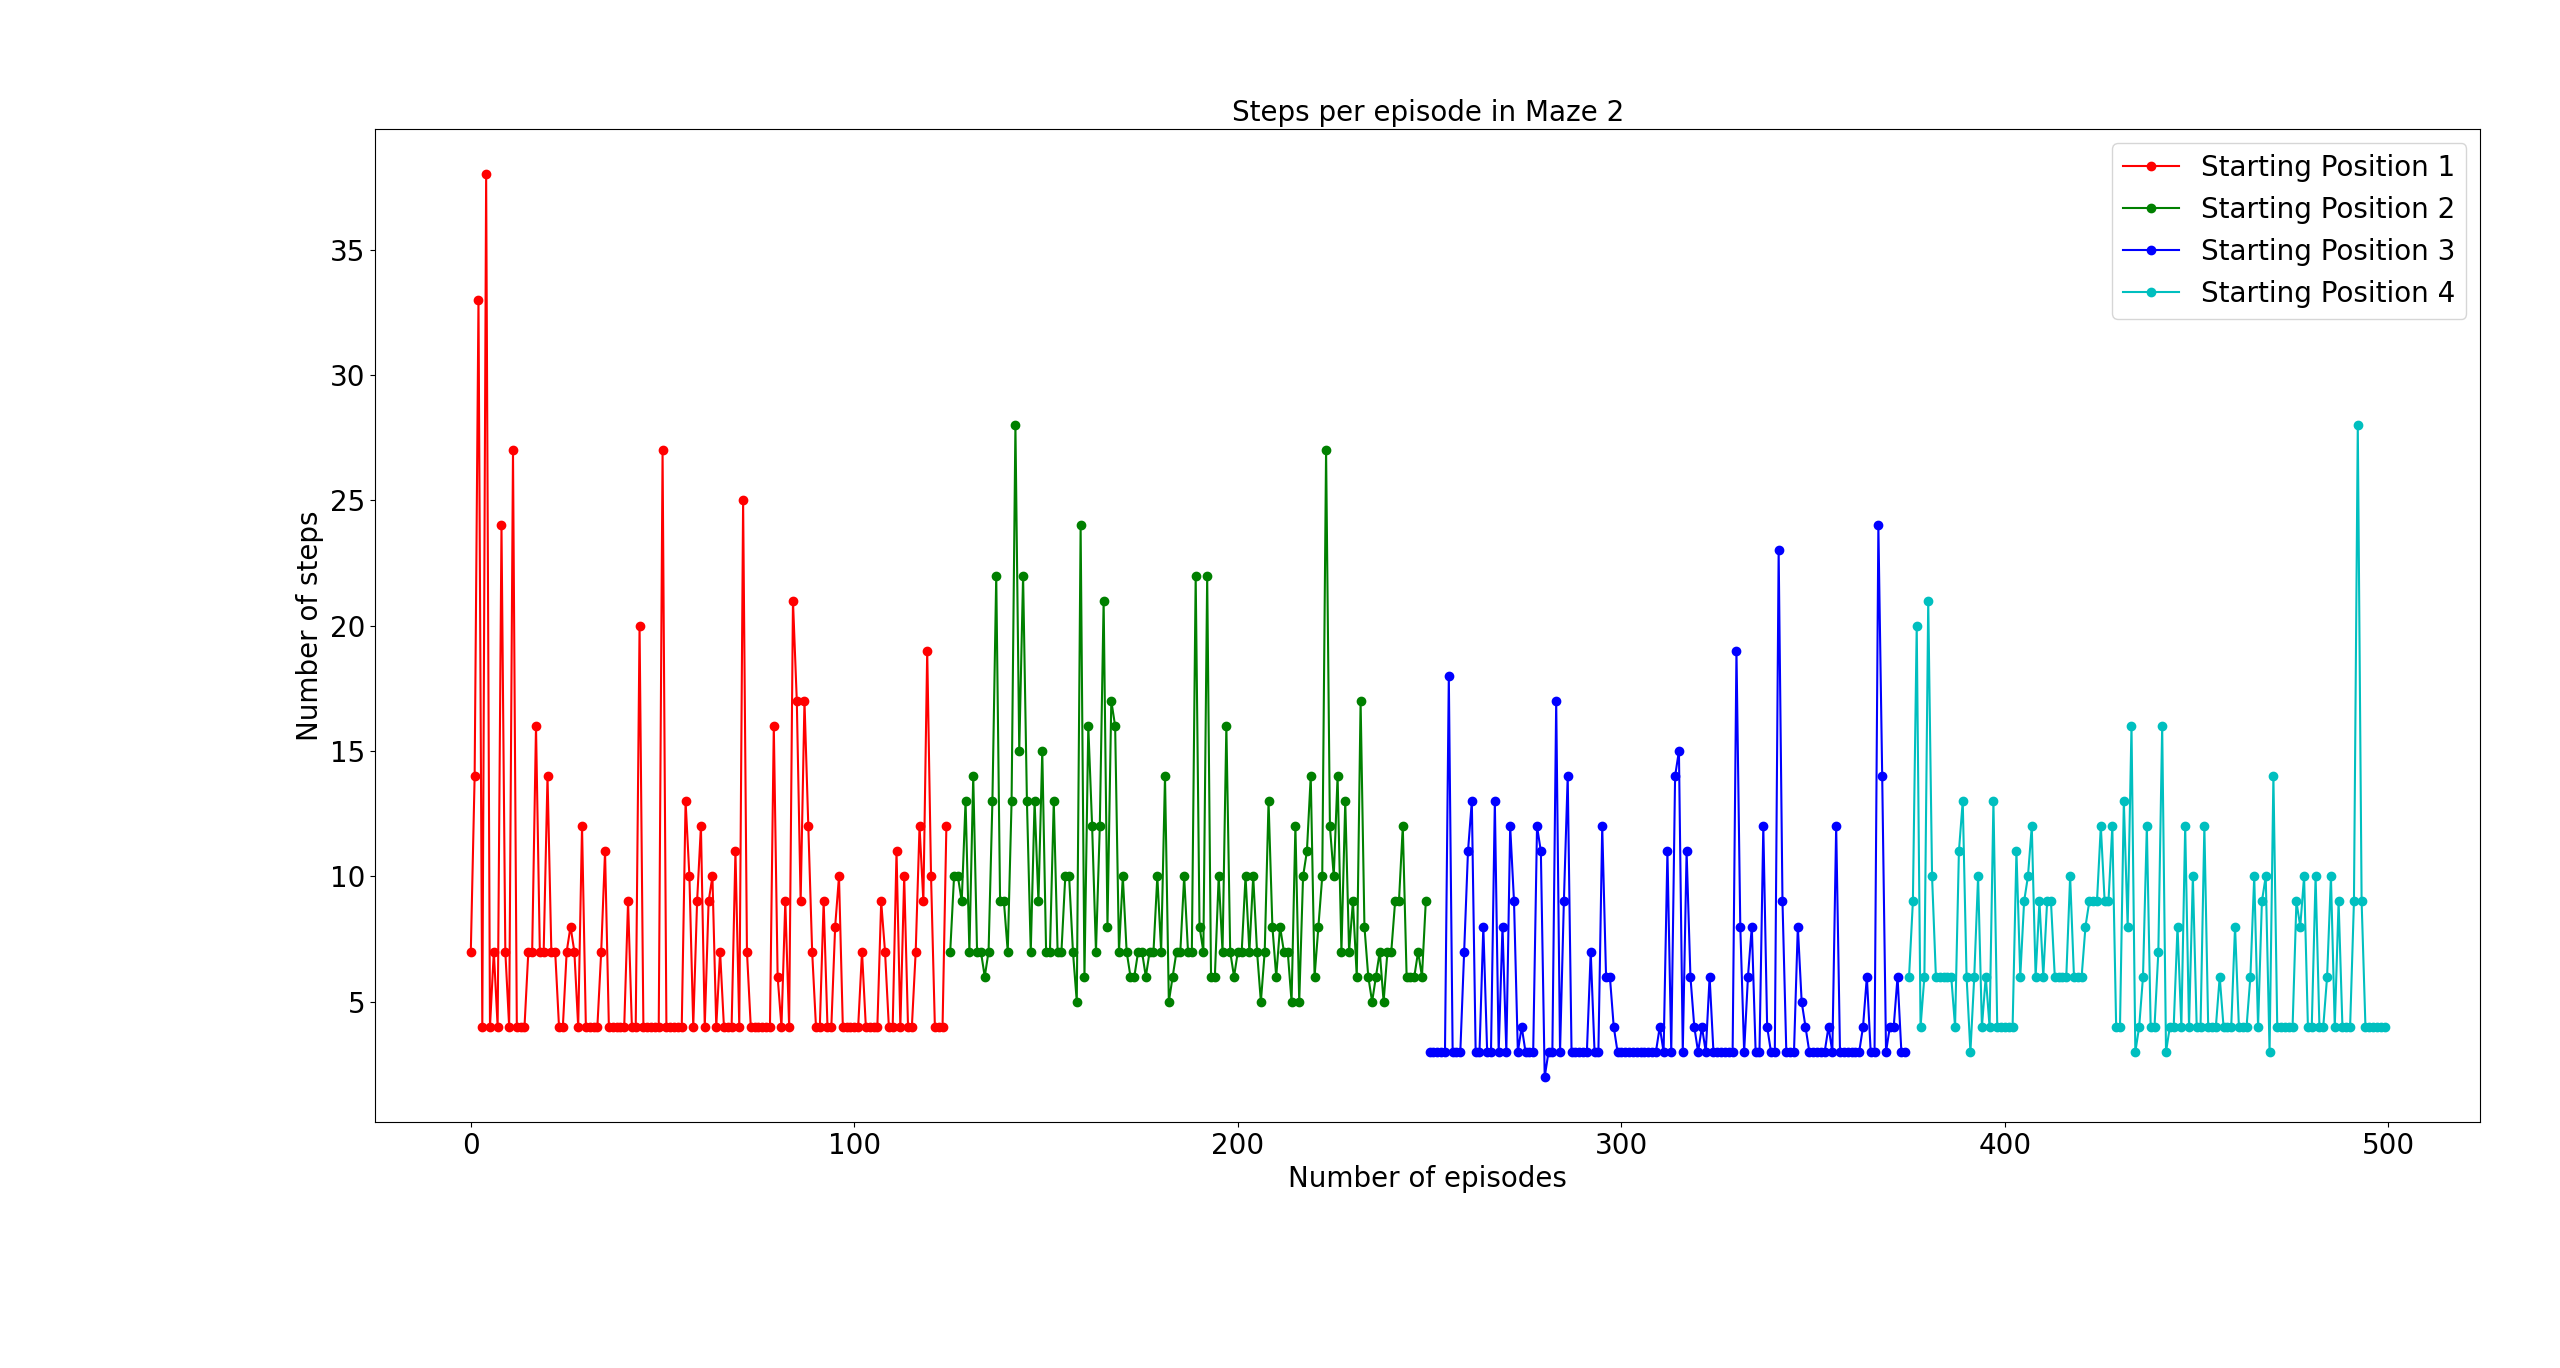 Steps per episode in Maze 2
Starting Position 1
Starting Position 2
Starting Position 3
Starting Position 4
35
30
25
20
15
10
5
Number of steps
0 100 200 300 400 500
Number of episodes